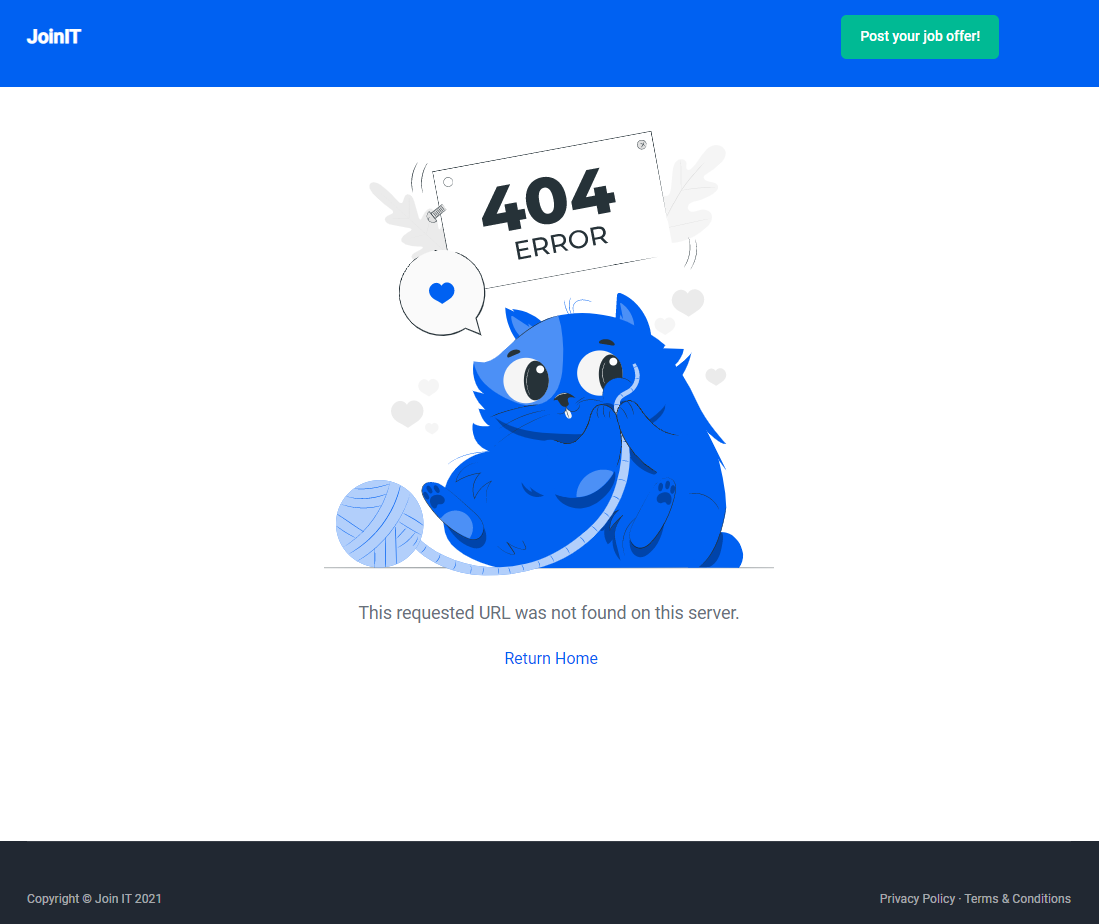 JoinIT
Post your job offer!
404
ERROR
This requested URL was not found on this server.
Return Home
Copyright © Join IT 2021
Privacy Policy · Terms & Conditions